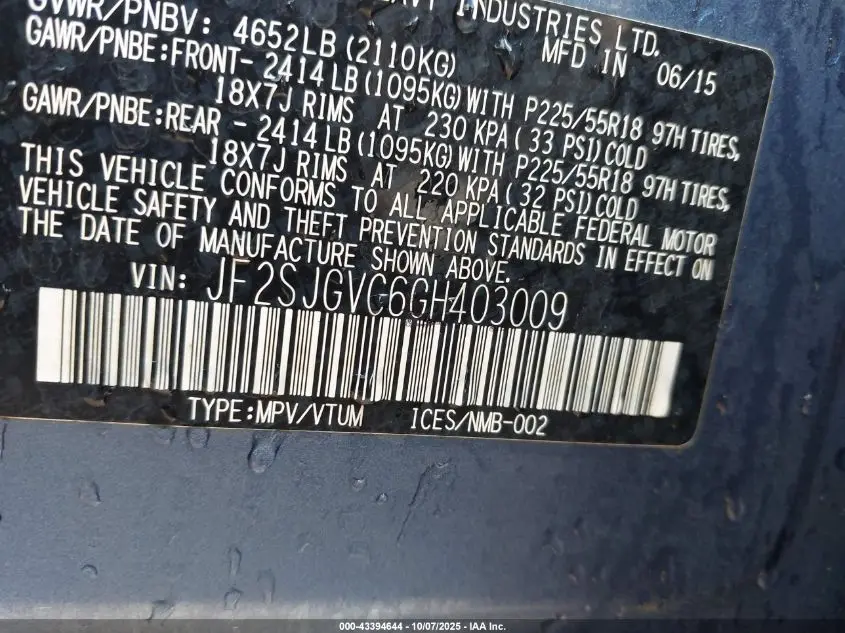 INDUSTRIES LTD.
GVWR/PNBV: 4652LB (2110KG) MFD IN 06/15
GAWR/PNBE:FRONT- 2414LB (1095KG) WITH P225/55R18 97H TIRES,
18X7J RIMS AT 230 KPA (33 PSI) COLD
GAWR/PNBE:REAR - 2414LB (1095KG) WITH P225/55R18 97H TIRES,
18X7J RIMS AT 220 KPA (32 PSI) COLD
THIS VEHICLE CONFORMS TO ALL APPLICABLE FEDERAL MOTOR
VEHICLE SAFETY AND THEFT PREVENTION STANDARDS IN EFFECT ON
THE DATE OF MANUFACTURE SHOWN ABOVE.
VIN: JF2SJGVC6GH403009
TYPE:MPV/VTUM ICES/NMB-002
000-43394644 - 10/07/2025 - IAA Inc.